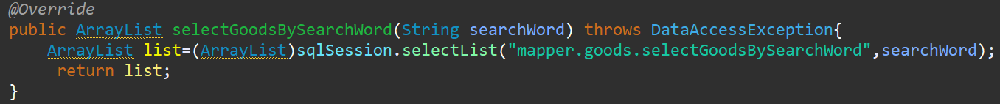 @Override
public ArrayList selectGoodsBySearchWord(String searchWord) throws DataAccessException{
    ArrayList list=(ArrayList)sqlSession.selectList("mapper.goods.selectGoodsBySearchWord",searchWord);
     return list;
}